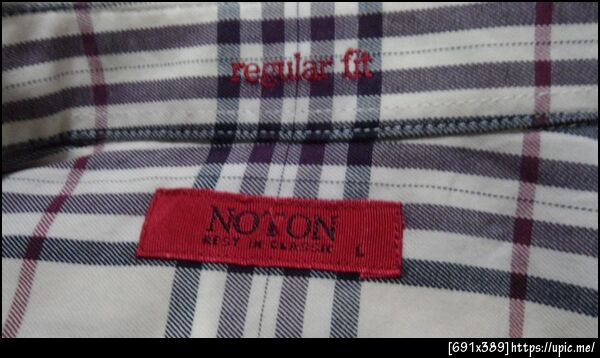 regular fit
NOTON
BEST IN CLASSIC L
[691x389]https://upic.me/